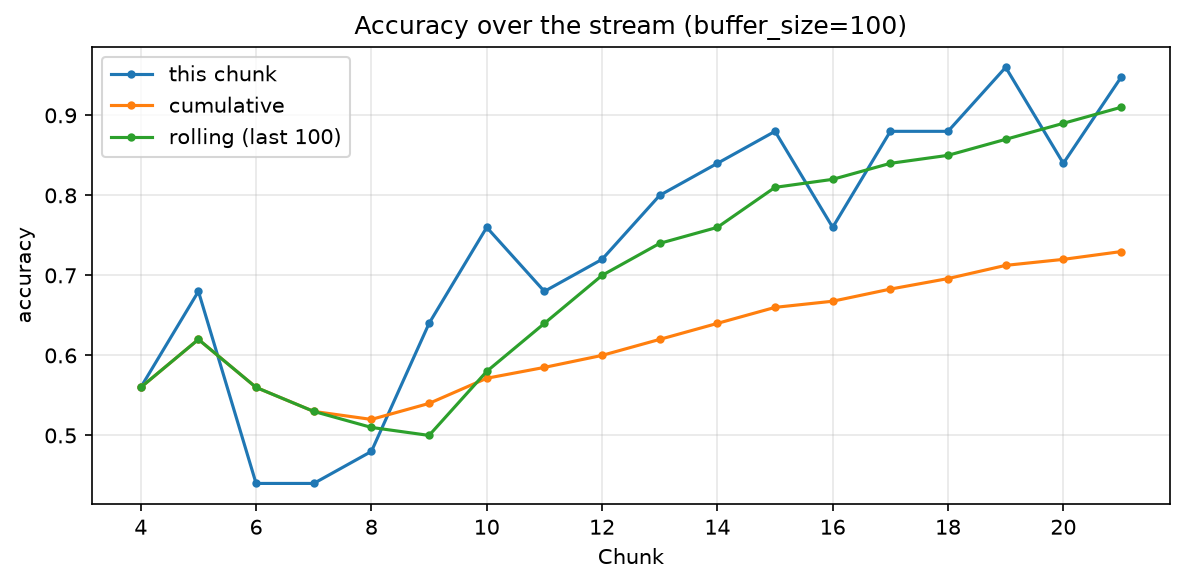 Accuracy over the stream (buffer_size=100)
this chunk
cumulative
rolling (last 100)
accuracy
0.9
0.8
0.7
0.6
0.5
4 6 8 10 12 14 16 18 20
Chunk